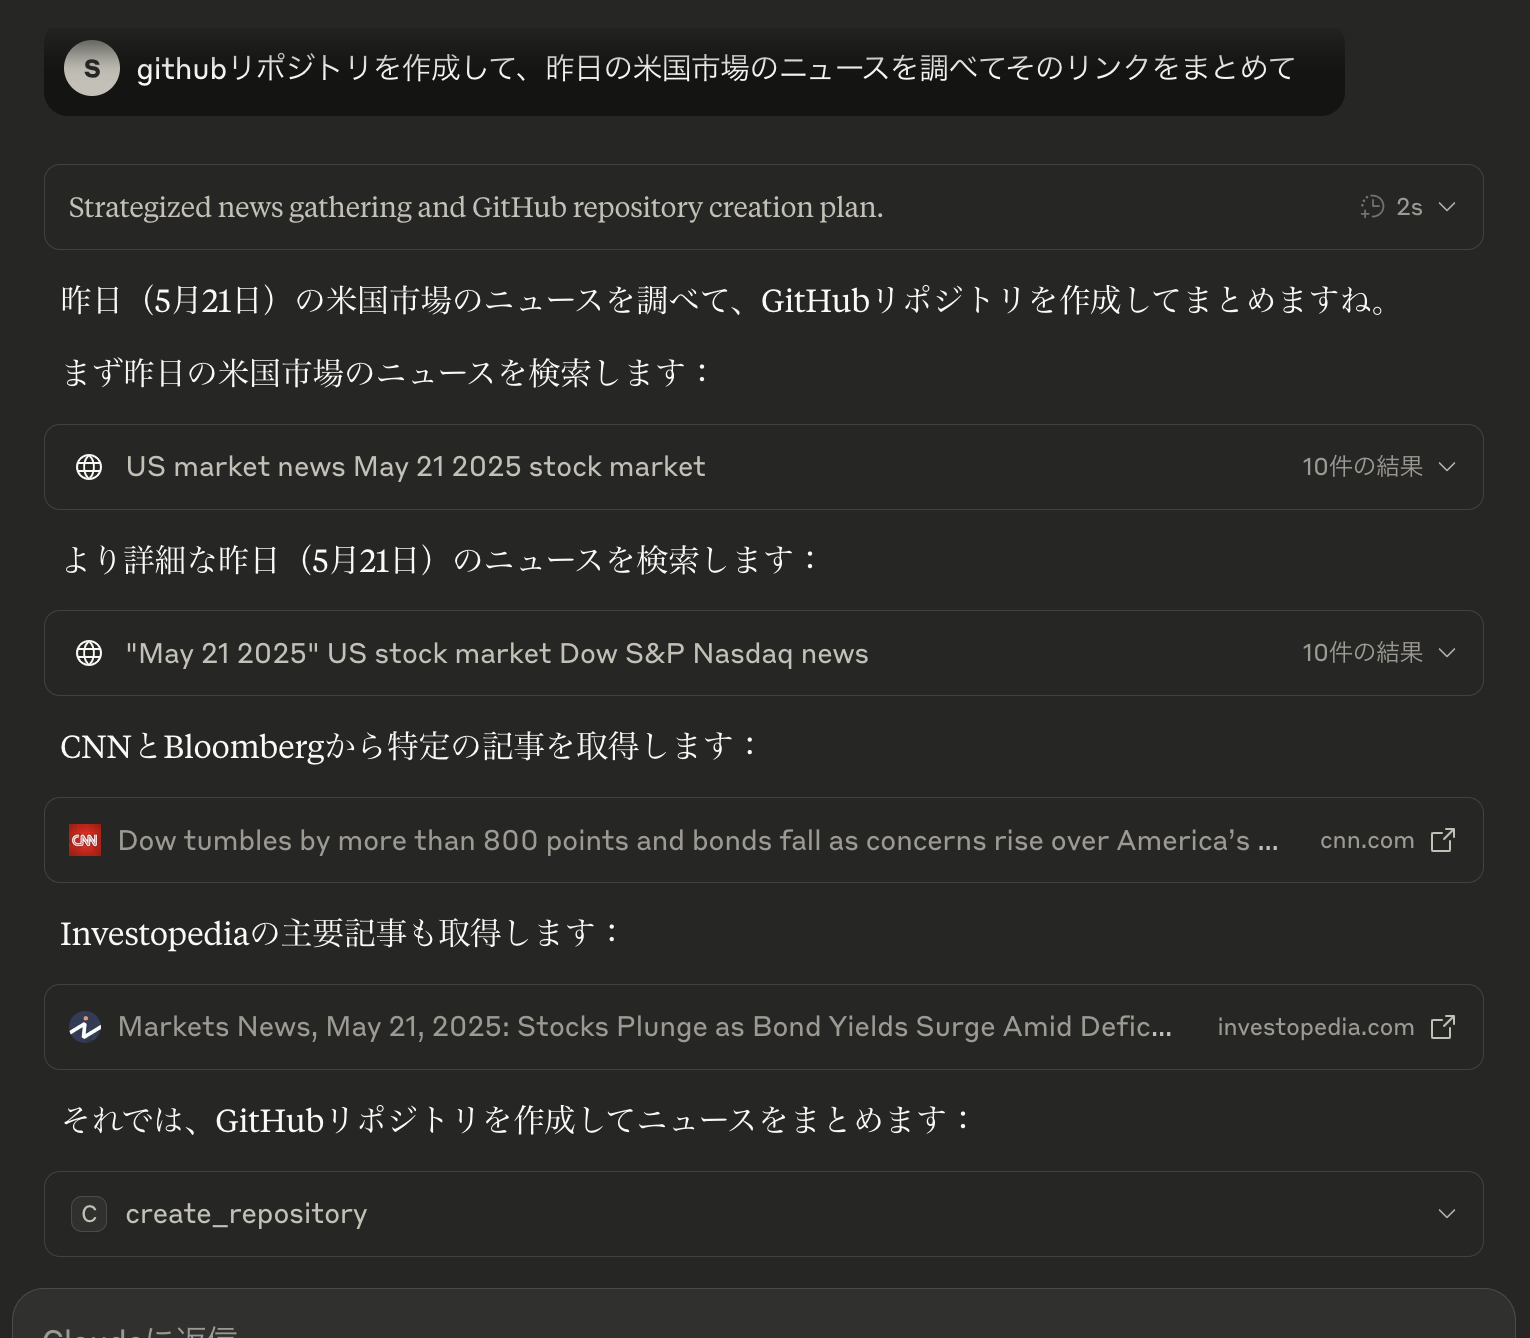 S githubリポジトリを作成して、昨日の米国市場のニュースを調べてそのリンクをまとめて
Strategized news gathering and GitHub repository creation plan. 2s
昨日（5月21日）の米国市場のニュースを調べて、GitHubリポジトリを作成してまとめますね。
まず昨日の米国市場のニュースを検索します：
US market news May 21 2025 stock market 10件の結果
より詳細な昨日（5月21日）のニュースを検索します：
"May 21 2025" US stock market Dow S&P Nasdaq news 10件の結果
CNNとBloombergから特定の記事を取得します：
CNN Dow tumbles by more than 800 points and bonds fall as concerns rise over America’s ... cnn.com
Investopediaの主要記事も取得します：
Markets News, May 21, 2025: Stocks Plunge as Bond Yields Surge Amid Defic... investopedia.com
それでは、GitHubリポジトリを作成してニュースをまとめます：
C create_repository
Claudeに返信